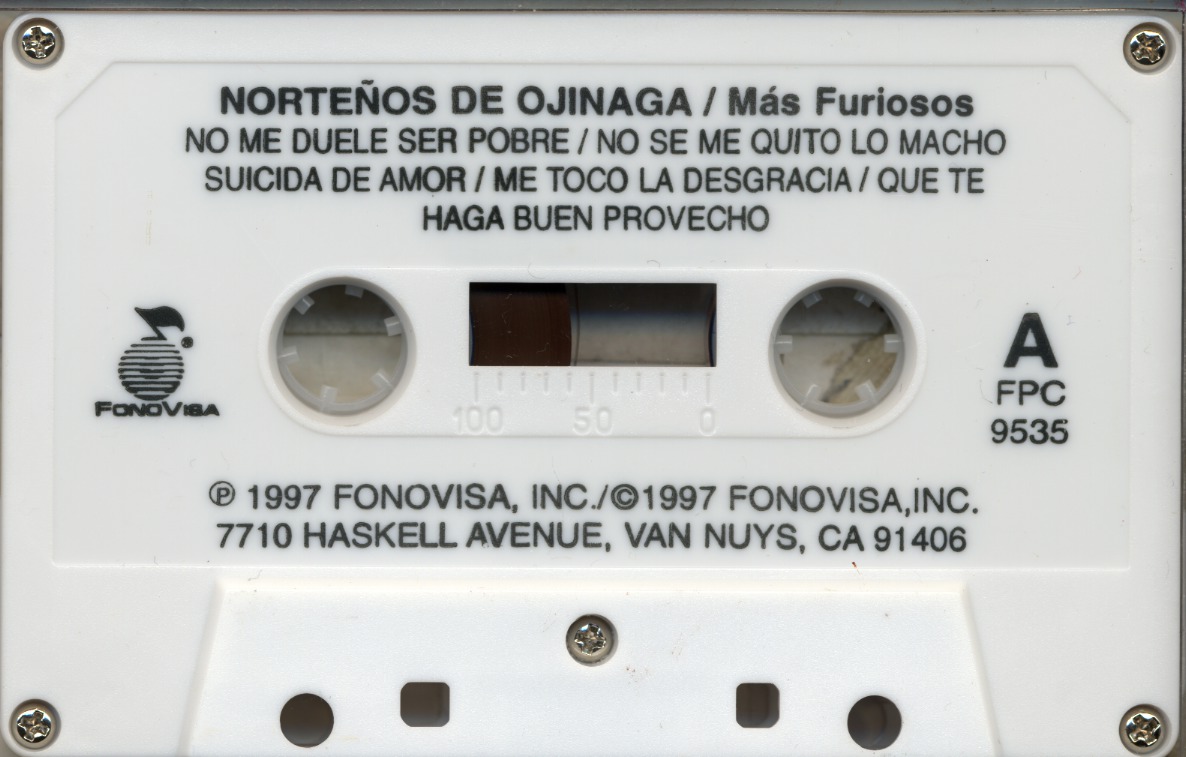 NORTEÑOS DE OJINAGA / Más Furiosos
NO ME DUELE SER POBRE / NO SE ME QUITO LO MACHO
SUICIDA DE AMOR / ME TOCO LA DESGRACIA / QUE TE
HAGA BUEN PROVECHO
®
FONOVISA
A
FPC
9535
100 50 0
℗ 1997 FONOVISA, INC./©1997 FONOVISA,INC.
7710 HASKELL AVENUE, VAN NUYS, CA 91406